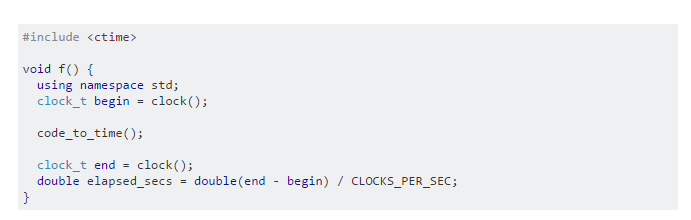 #include <ctime>
void f() {
using namespace std;
clock_t begin = clock();
code_to_time();
clock_t end = clock();
double elapsed_secs = double(end - begin) / CLOCKS_PER_SEC;
}